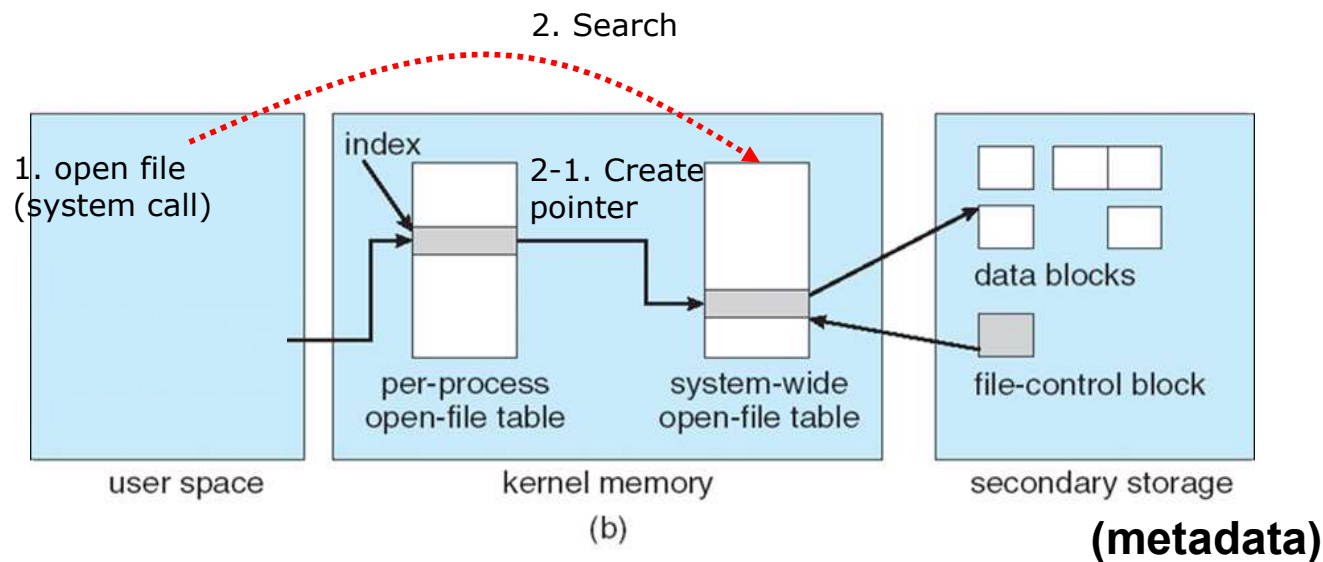 2. Search
1. open file
(system call)
index
2-1. Create
pointer
data blocks
file-control block
per-process
open-file table
system-wide
open-file table
user space
kernel memory
secondary storage
(b)
(metadata)